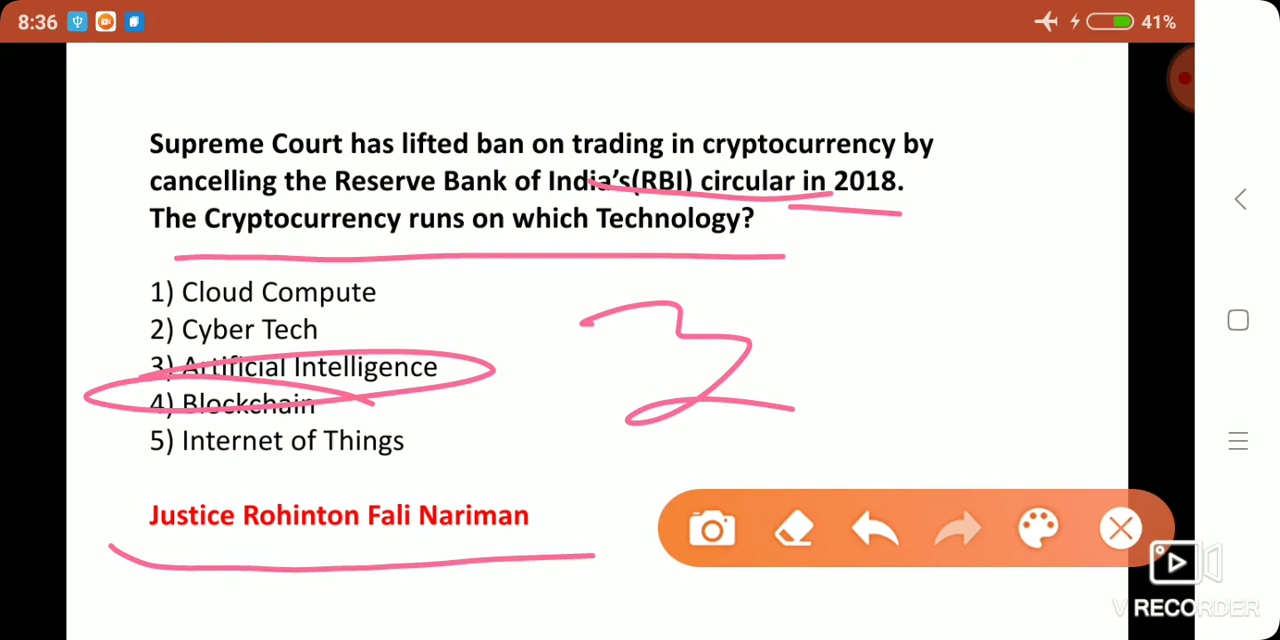 8:36
41%
Supreme Court has lifted ban on trading in cryptocurrency by
cancelling the Reserve Bank of India's(RBI) circular in 2018.
The Cryptocurrency runs on which Technology?
1) Cloud Compute
2) Cyber Tech
3) Artificial Intelligence
4) Blockchain
5) Internet of Things
3
Justice Rohinton Fali Nariman
V RECORDER